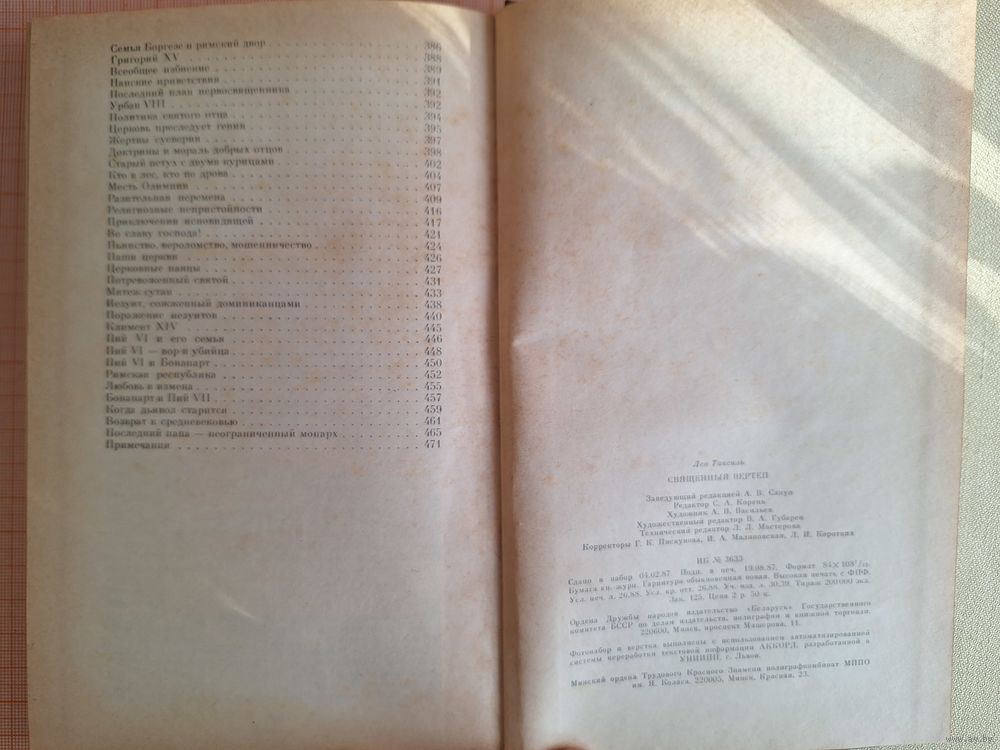 Семья Боргезе и римский двор 386
Григорий XV 388
Всеобщее избиение 389
Папские приветствия 391
Последний план первосвященника 392
Урбан VIII 392
Политика святого отца 394
Церковь преследует гения 395
Жертвы суеверия 397
Доктрины и мораль добрых отцов 398
Старый петух с двумя курицами 402
Кто в лес, кто по дрова 404
Месть Олимпии 407
Разительная перемена 409
Религиозные непристойности 416
Приключения исповедницей 417
Во славу господа! 421
Пьянство, вероломство, мошенничество 424
Папы церкви 426
Церковные паяцы 427
Потревоженный святой 431
Мятеж сутан 433
Иезуит, сожженный доминиканцами 438
Поражение иезуитов 440
Климент XIV 445
Пий VI и его семья 446
Пий VI — вор и убийца 448
Пий VI и Бонапарт 450
Римская республика 452
Любовь и измена 455
Бонапарт и Пий VII 457
Когда дьявол старится 459
Возврат к средневековью 461
Последний папа — неограниченный монарх 465
Примечания 471
Лео Таксиль
СВЯЩЕННЫЙ ВЕРТЕП
Заведующий редакцией А. В. Сакун
Редактор С. А. Корень
Художник А. В. Васильев
Художественный редактор В. А. Губарев
Технический редактор Л. Л. Мастерова
Корректоры Г. К. Пискунова, И. А. Малиновская, Л. И. Коротких
ИБ № 3633
Сдано в набор 04.02.87. Подп. в печ. 19.08.87. Формат 84×108¹/₃₂.
Бумага кн. журн. Гарнитура обыкновенная новая. Высокая печать с ФПФ.
Усл. печ. л. 26,88. Усл. кр. отт. 26,88. Уч.-изд. л. 30,39. Тираж 200 000 экз.
Зак. 125. Цена 2 р. 50 к.
Ордена Дружбы народов издательство «Беларусь» Государственного
комитета БССР по делам издательств, полиграфии и книжной торговли.
220600, Минск, проспект Машерова, 11.
Фотонабор и верстка выполнены с использованием автоматизированной
системы переработки текстовой информации АККОРД, разработанной в
УНИИПП, г. Львов.
Минский ордена Трудового Красного Знамени полиграфкомбинат МППО
им. Я. Коласа. 220005, Минск, Красная, 23.
www.ay.by